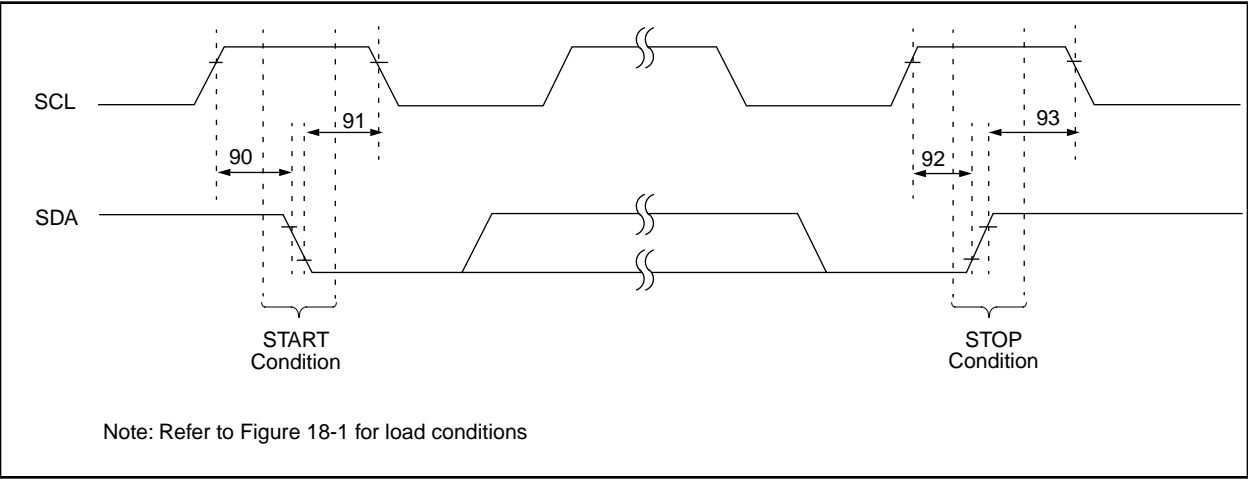 SCL
91
93
90
92
SDA
START
Condition
STOP
Condition
Note: Refer to Figure 18-1 for load conditions